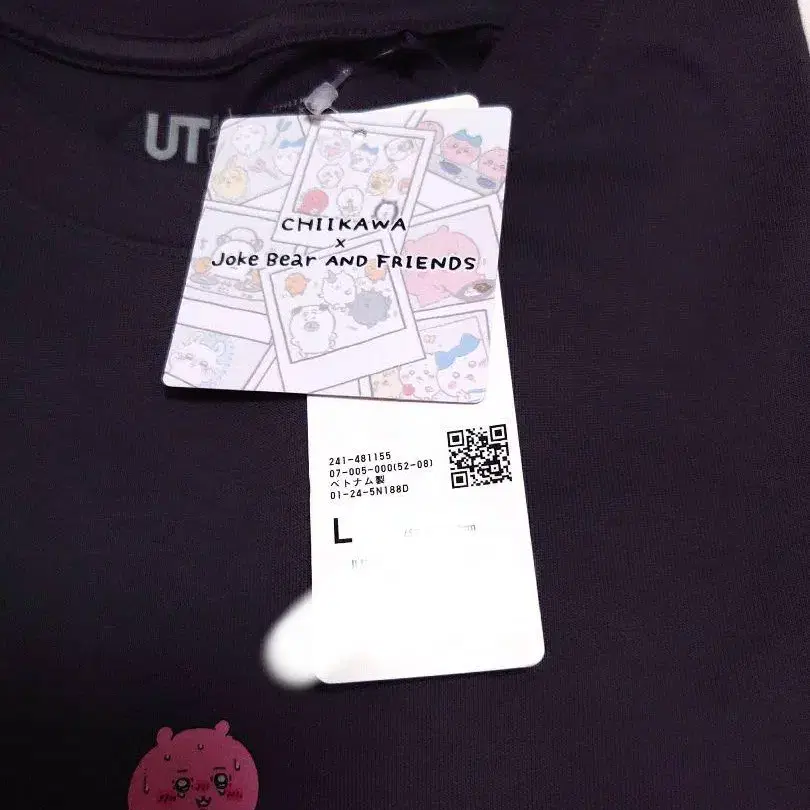 UT
CHIIKAWA
x
Joke Bear AND FRIENDS
241-481155
07-005-000(52-08)
ベトナム製
01-24-5N188D
L